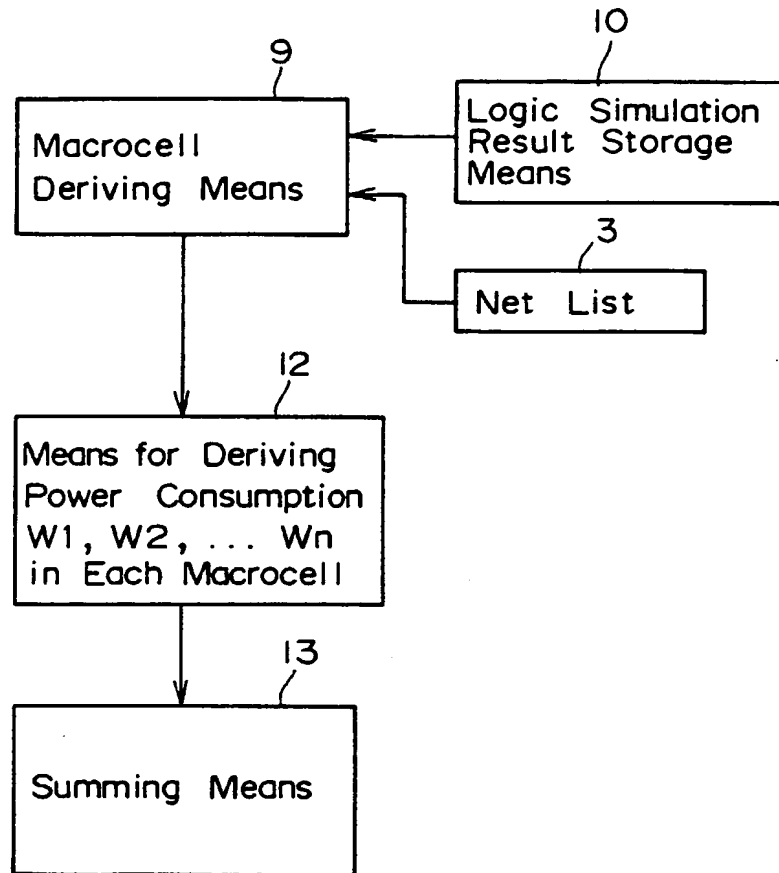 9
Macrocell
Deriving Means
10
Logic Simulation
Result Storage
Means
3
Net List
12
Means for Deriving
Power Consumption
W1, W2, ... Wn
in Each Macrocell
13
Summing Means